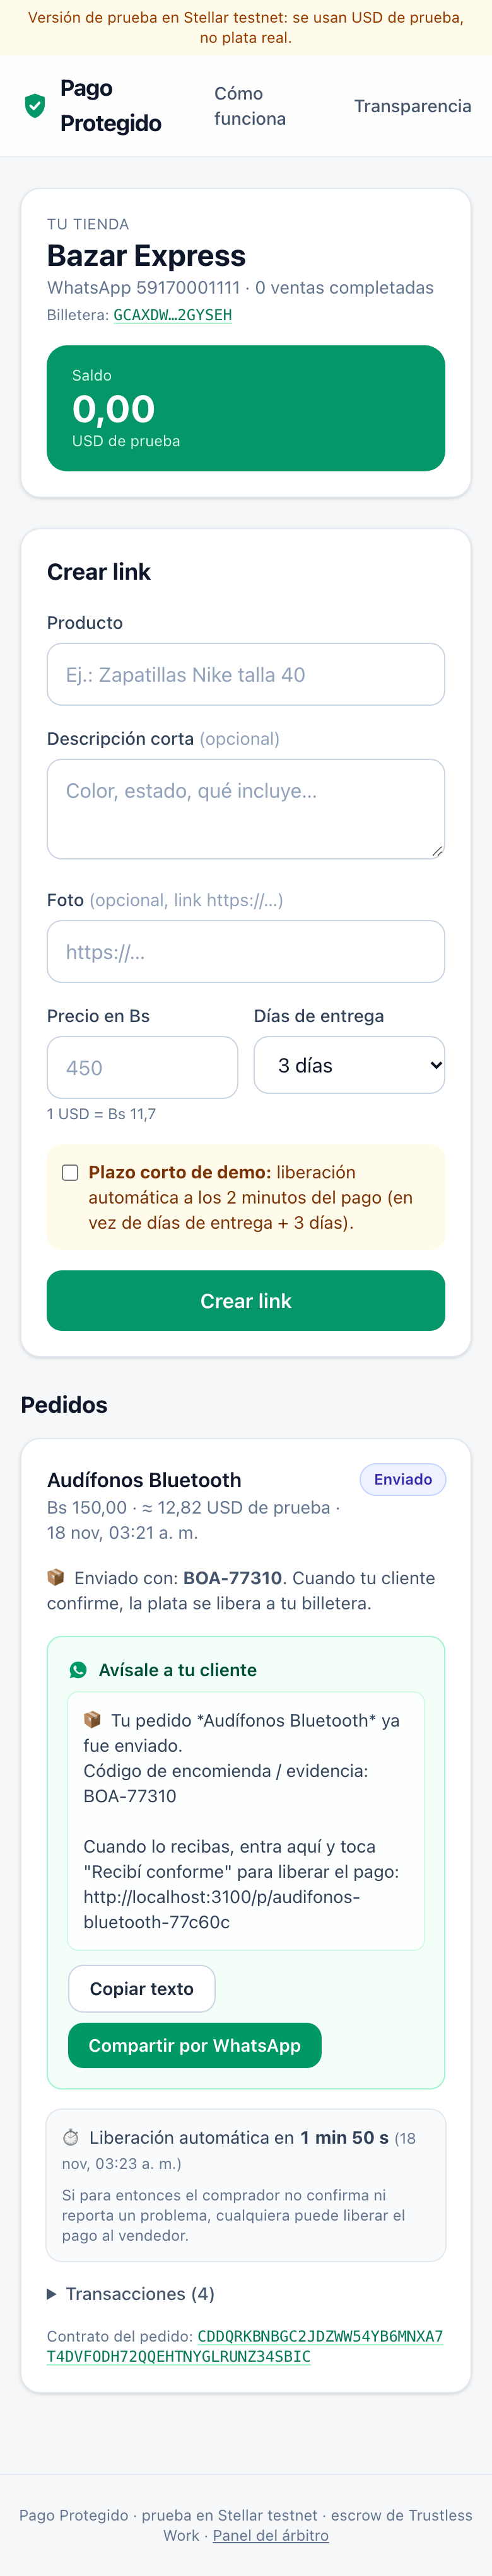 Versión de prueba en Stellar testnet: se usan USD de prueba,
no plata real.
Pago
Protegido
Cómo
funciona
Transparencia
TU TIENDA
Bazar Express
WhatsApp 59170001111 · 0 ventas completadas
Billetera: GCAXDW…2GYSEH
Saldo
0,00
USD de prueba
Crear link
Producto
Ej.: Zapatillas Nike talla 40
Descripción corta (opcional)
Color, estado, qué incluye…
Foto (opcional, link https://…)
https://…
Precio en Bs
Días de entrega
450
3 días
1 USD = Bs 11,7
Plazo corto de demo: liberación
automática a los 2 minutos del pago (en
vez de días de entrega + 3 días).
Crear link
Pedidos
Audífonos Bluetooth
Enviado
Bs 150,00 · ≈ 12,82 USD de prueba ·
18 nov, 03:21 a. m.
📦 Enviado con: BOA-77310. Cuando tu cliente
confirme, la plata se libera a tu billetera.
Avísale a tu cliente
📦 Tu pedido *Audífonos Bluetooth* ya
fue enviado.
Código de encomienda / evidencia:
BOA-77310
Cuando lo recibas, entra aquí y toca
"Recibí conforme" para liberar el pago:
http://localhost:3100/p/audifonos-
bluetooth-77c60c
Copiar texto
Compartir por WhatsApp
⏱ Liberación automática en 1 min 50 s (18
nov, 03:23 a. m.)
Si para entonces el comprador no confirma ni
reporta un problema, cualquiera puede liberar el
pago al vendedor.
▶ Transacciones (4)
Contrato del pedido: CDDQRKBNBGC2JDZWW54YB6MNXA7
T4DVFODH72QQEHTNYGLRUNZ34SBIC
Pago Protegido · prueba en Stellar testnet · escrow de Trustless
Work · Panel del árbitro